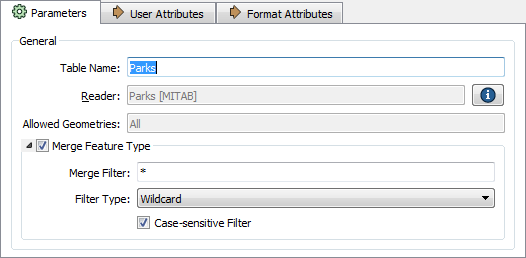 Parameters User Attributes Format Attributes
General
Table Name: Parks
Reader: Parks [MITAB]
Allowed Geometries: All
Merge Feature Type
Merge Filter: *
Filter Type: Wildcard
Case-sensitive Filter